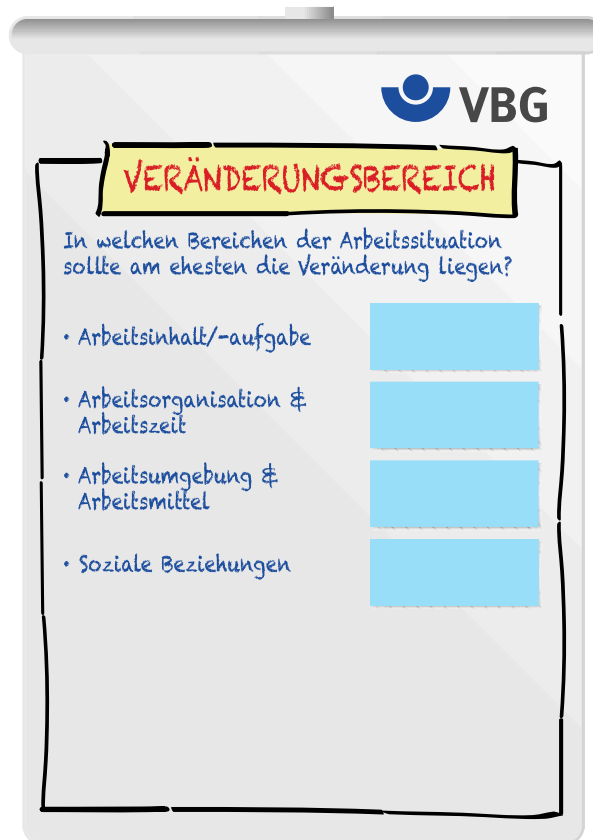 VBG
VERÄNDERUNGSBEREICH
In welchen Bereichen der Arbeitssituation
sollte am ehesten die Veränderung liegen?
• Arbeitsinhalt/-aufgabe
• Arbeitsorganisation &
Arbeitszeit
• Arbeitsumgebung &
Arbeitsmittel
• Soziale Beziehungen